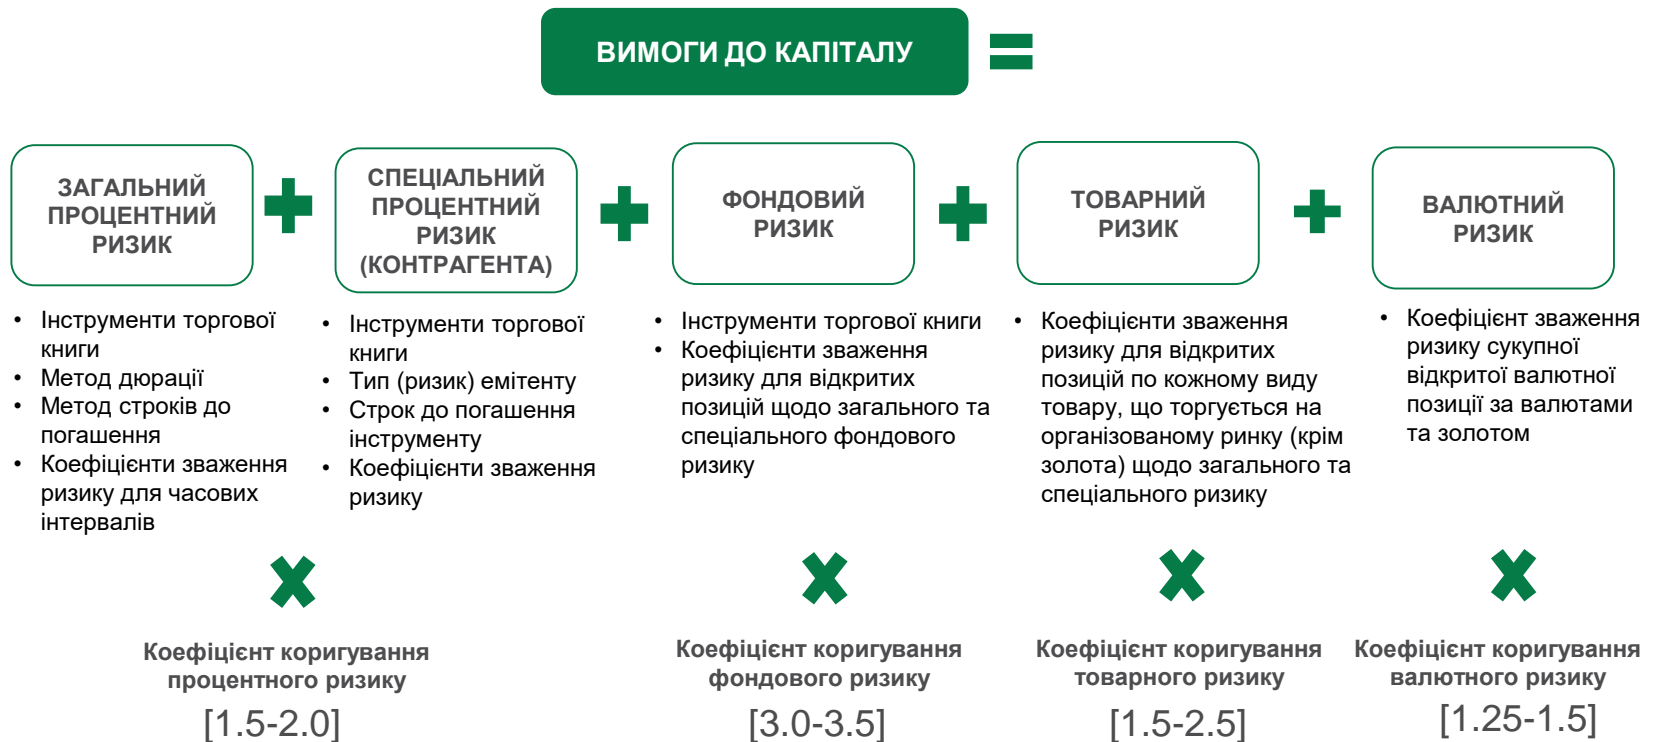 ВИМОГИ ДО КАПІТАЛУ
ЗАГАЛЬНИЙ
ПРОЦЕНТНИЙ
РИЗИК
СПЕЦІАЛЬНИЙ
ПРОЦЕНТНИЙ
РИЗИК
(КОНТРАГЕНТА)
ФОНДОВИЙ
РИЗИК
ТОВАРНИЙ
РИЗИК
ВАЛЮТНИЙ
РИЗИК
• Інструменти торгової
книги
• Метод дюрації
• Метод строків до
погашення
• Коефіцієнти зваження
ризику для часових
інтервалів
• Інструменти торгової
книги
• Тип (ризик) емітенту
• Строк до погашення
інструменту
• Коефіцієнти зваження
ризику
• Інструменти торгової книги
• Коефіцієнти зваження
ризику для відкритих
позицій щодо загального та
спеціального фондового
ризику
• Коефіцієнти зваження
ризику для відкритих
позицій по кожному виду
товару, що торгується на
організованому ринку (крім
золота) щодо загального та
спеціального ризику
• Коефіцієнт зваження
ризику сукупної
відкритої валютної
позиції за валютами
та золотом
Коефіцієнт коригування
процентного ризику
[1.5-2.0]
Коефіцієнт коригування
фондового ризику
[3.0-3.5]
Коефіцієнт коригування
товарного ризику
[1.5-2.5]
Коефіцієнт коригування
валютного ризику
[1.25-1.5]